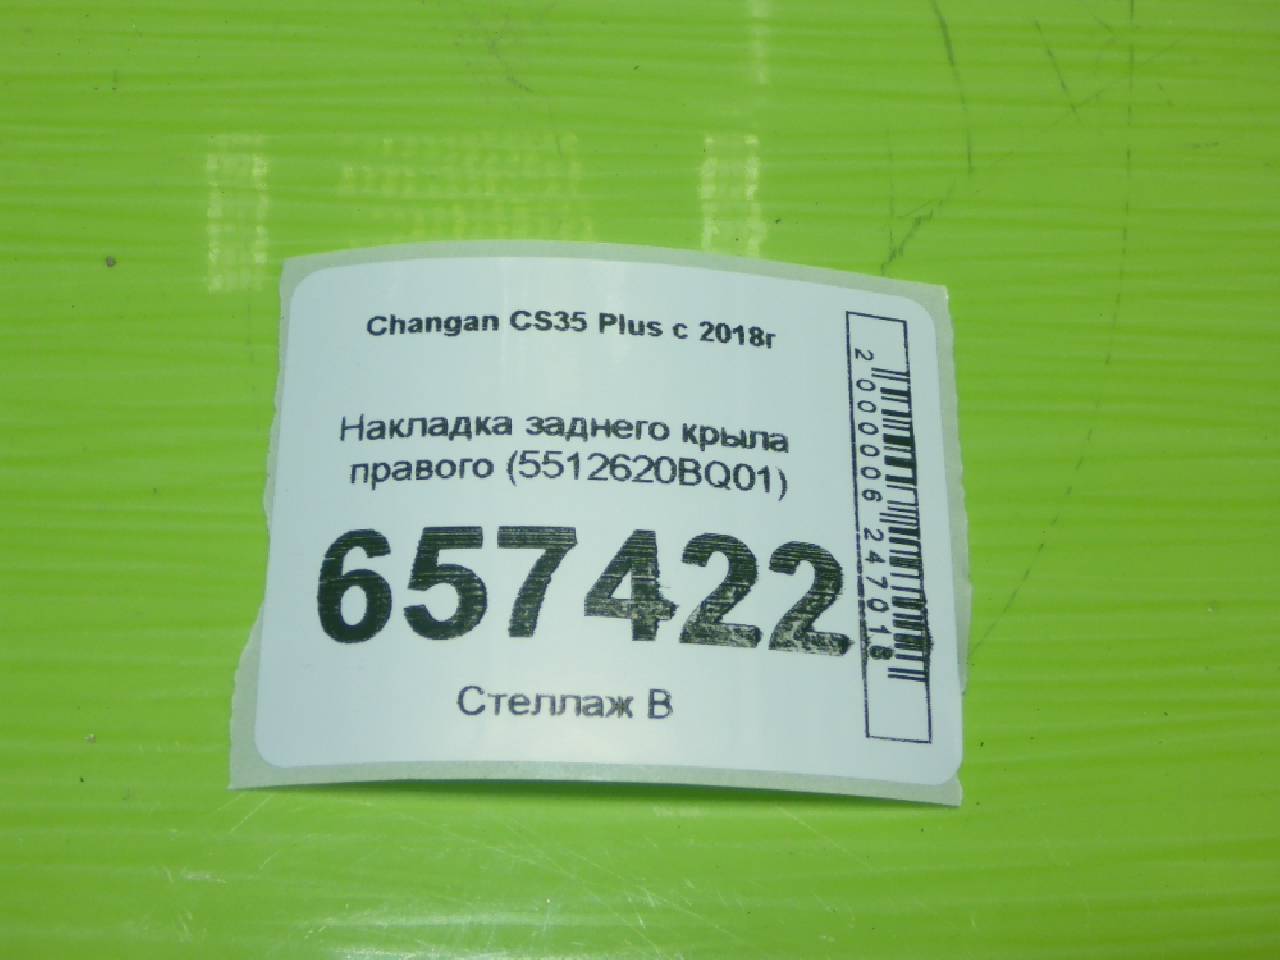 Changan CS35 Plus с 2018г
Накладка заднего крыла
правого (5512620BQ01)
657422
Стеллаж В
2000006247018